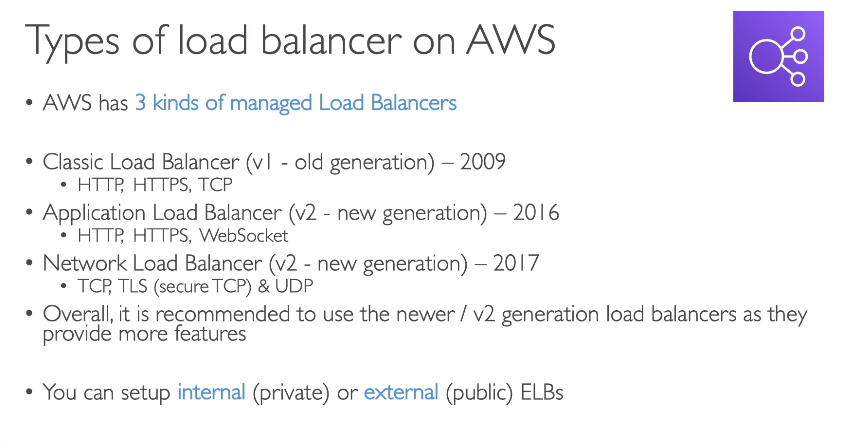 Types of load balancer on AWS
• AWS has 3 kinds of managed Load Balancers
• Classic Load Balancer (v1 - old generation) – 2009
• HTTP, HTTPS, TCP
• Application Load Balancer (v2 - new generation) – 2016
• HTTP, HTTPS, WebSocket
• Network Load Balancer (v2 - new generation) – 2017
• TCP, TLS (secure TCP) & UDP
• Overall, it is recommended to use the newer / v2 generation load balancers as they
provide more features
• You can setup internal (private) or external (public) ELBs